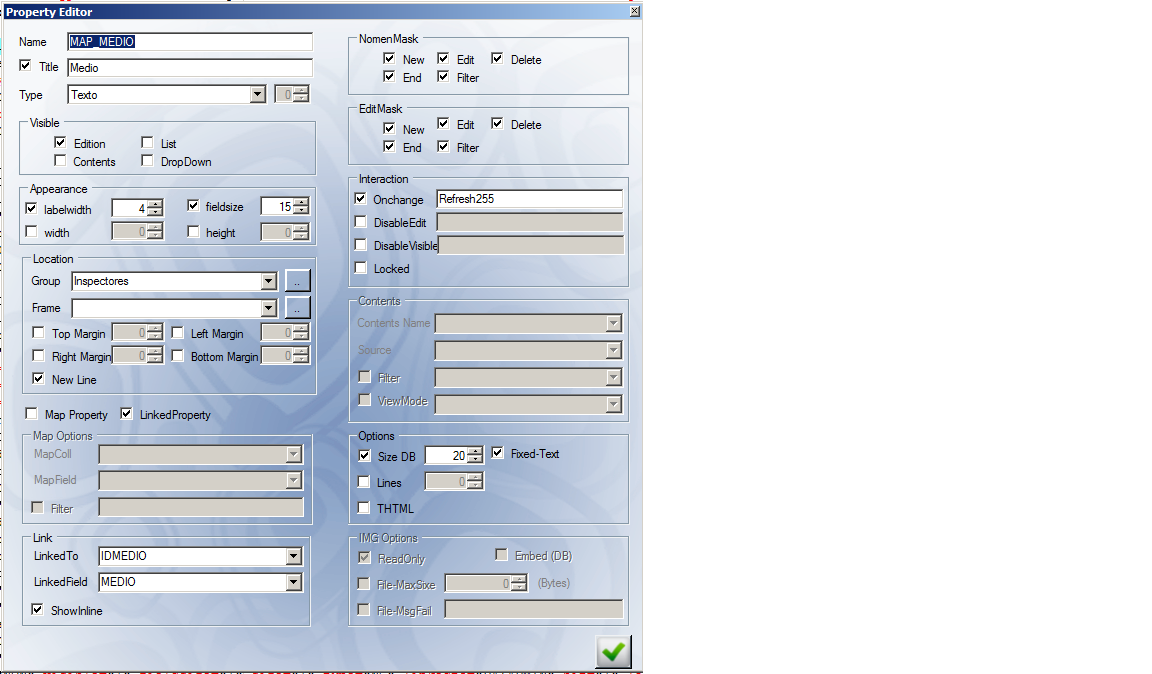 Property Editor
Name MAP_MEDIO
Title Medio
Type Texto 0
Visible
Edition List
Contents DropDown
Appearance
labelwidth 4 fieldsize 15
width 0 height 0
Location
Group Inspectores ..
Frame ..
Top Margin 0 Left Margin 0
Right Margin 0 Bottom Margin 0
New Line
Map Property LinkedProperty
Map Options
MapColl
MapField
Filter
Link
LinkedTo IDMEDIO
LinkedField MEDIO
ShowInline
NomenMask
New Edit Delete
End Filter
EditMask
New Edit Delete
End Filter
Interaction
Onchange Refresh255
DisableEdit
DisableVisible
Locked
Contents
Contents Name
Source
Filter
ViewMode
Options
Size DB 20 Fixed-Text
Lines 0
THTML
IMG Options
ReadOnly Embed (DB)
File-MaxSixe 0 (Bytes)
File-MsgFail